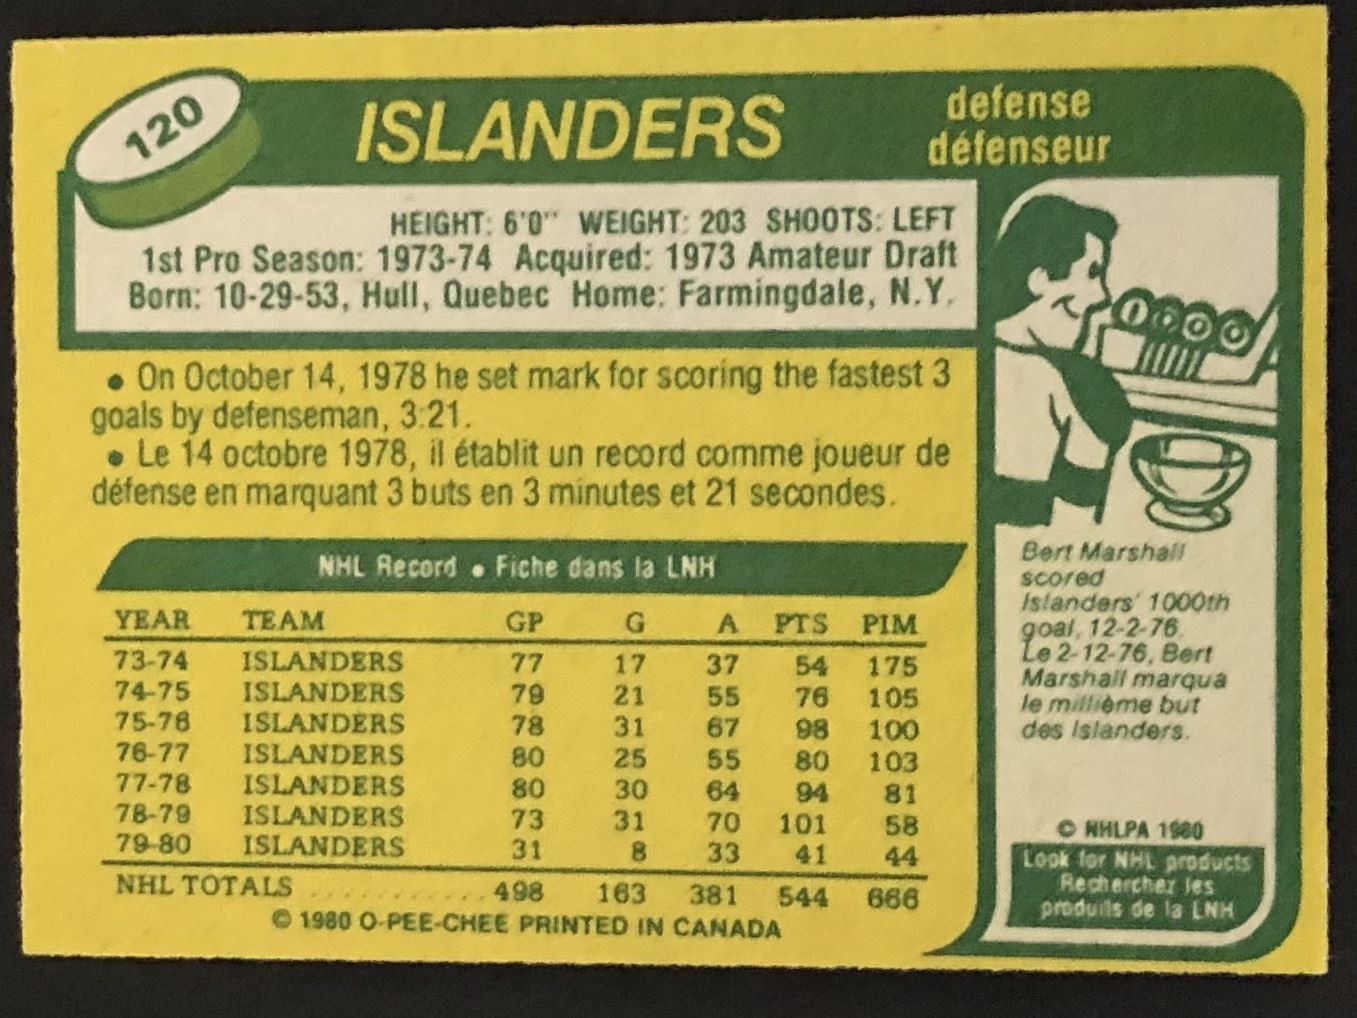 120
ISLANDERS
defense
défenseur
HEIGHT: 6'0" WEIGHT: 203 SHOOTS: LEFT
1st Pro Season: 1973-74 Acquired: 1973 Amateur Draft
Born: 10-29-53, Hull, Quebec Home: Farmingdale, N.Y.
• On October 14, 1978 he set mark for scoring the fastest 3
goals by defenseman, 3:21.
• Le 14 octobre 1978, il établit un record comme joueur de
défense en marquant 3 buts en 3 minutes et 21 secondes.
NHL Record • Fiche dans la LNH
YEAR TEAM GP G A PTS PIM
73-74 ISLANDERS 77 17 37 54 175
74-75 ISLANDERS 79 21 55 76 105
75-76 ISLANDERS 78 31 67 98 100
76-77 ISLANDERS 80 25 55 80 103
77-78 ISLANDERS 80 30 64 94 81
78-79 ISLANDERS 73 31 70 101 58
79-80 ISLANDERS 31 8 33 41 44
NHL TOTALS .......... 498 163 381 544 666
© 1980 O-PEE-CHEE PRINTED IN CANADA
1000
Bert Marshall
scored
Islanders' 1000th
goal, 12-2-76.
Le 2-12-76, Bert
Marshall marqua
le millième but
des Islanders.
© NHLPA 1980
Look for NHL products
Recherchez les
produits de la LNH